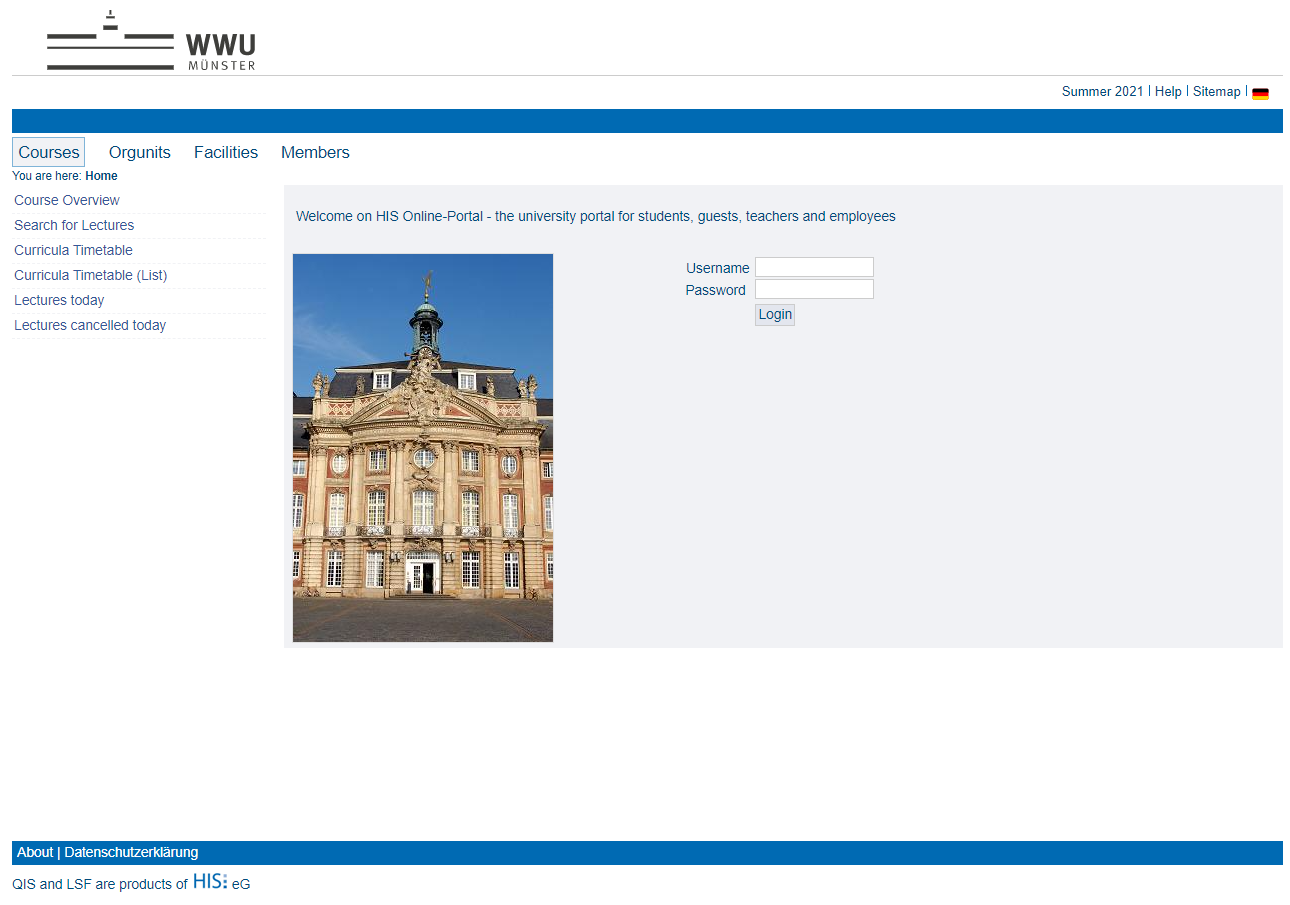 WWU
MÜNSTER
Summer 2021 | Help | Sitemap |
Courses Orgunits Facilities Members
You are here: Home
Course Overview
Search for Lectures
Curricula Timetable
Curricula Timetable (List)
Lectures today
Lectures cancelled today
Welcome on HIS Online-Portal - the university portal for students, guests, teachers and employees
Username
Password
Login
About | Datenschutzerklärung
QIS and LSF are products of HIS eG